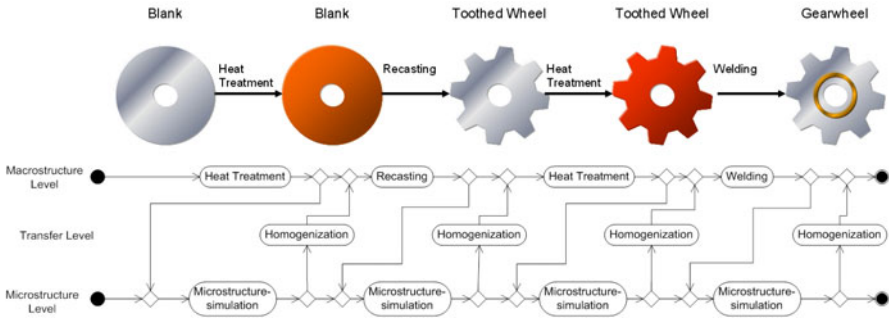 Blank
Blank
Toothed Wheel
Toothed Wheel
Gearwheel
Heat
Treatment
Recasting
Heat
Treatment
Welding
Macrostructure
Level
Heat Treatment
Recasting
Heat Treatment
Welding
Transfer Level
Homogenization
Homogenization
Homogenization
Homogenization
Microstructure
Level
Microstructure-
simulation
Microstructure-
simulation
Microstructure-
simulation
Microstructure-
simulation